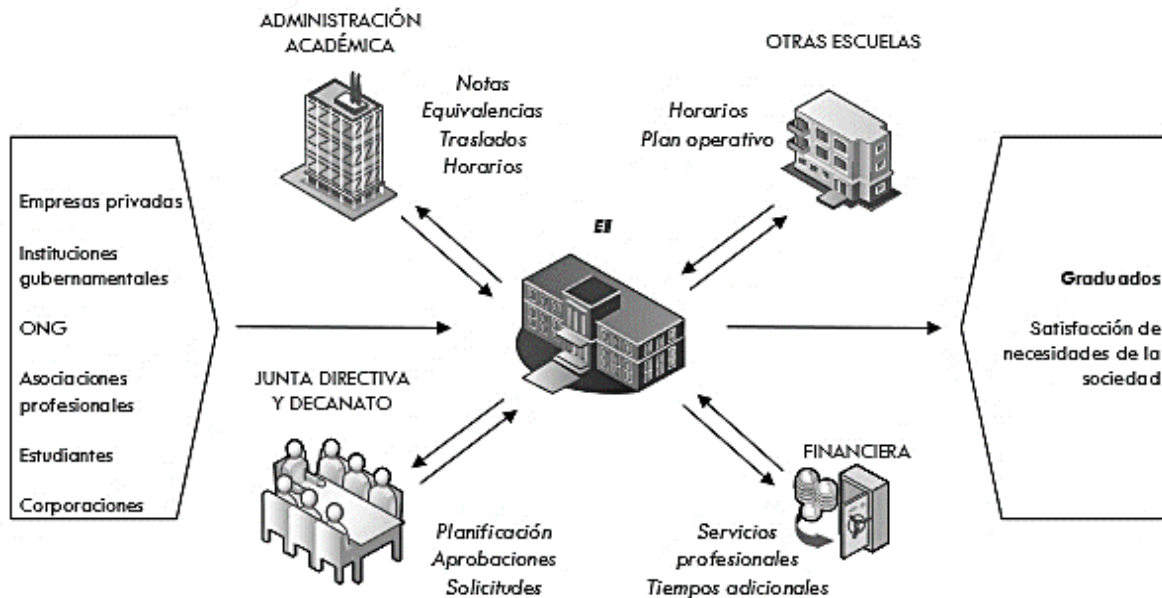 ADMINISTRACIÓN
ACADÉMICA
Notas
Equivalencias
Traslados
Horarios
OTRAS ESCUELAS
Horarios
Plan operativo
Empresas privadas
Instituciones
gubernamentales
ONG
Asociaciones
profesionales
Estudiantes
Corporaciones
EII
Graduados
Satisfacción de
necesidades de la
sociedad
JUNTA DIRECTIVA
Y DECANATO
Planificación
Aprobaciones
Solicitudes
FINANCIERA
Servicios
profesionales
Tiempos adicionales